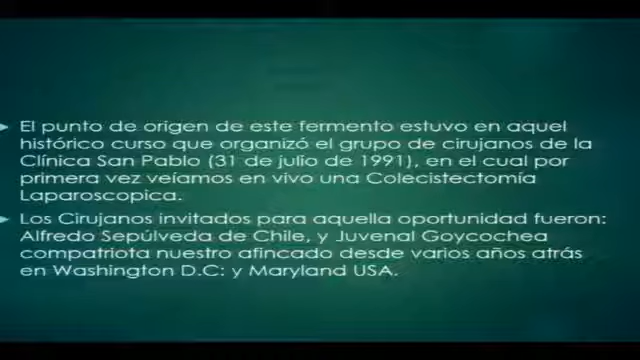 El punto de origen de este fermento estuvo en aquel
histórico curso que organizó el grupo de cirujanos de la
Clínica San Pablo (31 de julio de 1991), en el cual por
primera vez veíamos en vivo una Colecistectomía
Laparoscopica.
Los Cirujanos invitados para aquella oportunidad fueron:
Alfredo Sepúlveda de Chile, y Juvenal Goycochea
compatriota nuestro afincado desde varios años atrás
en Washington D.C: y Maryland USA.